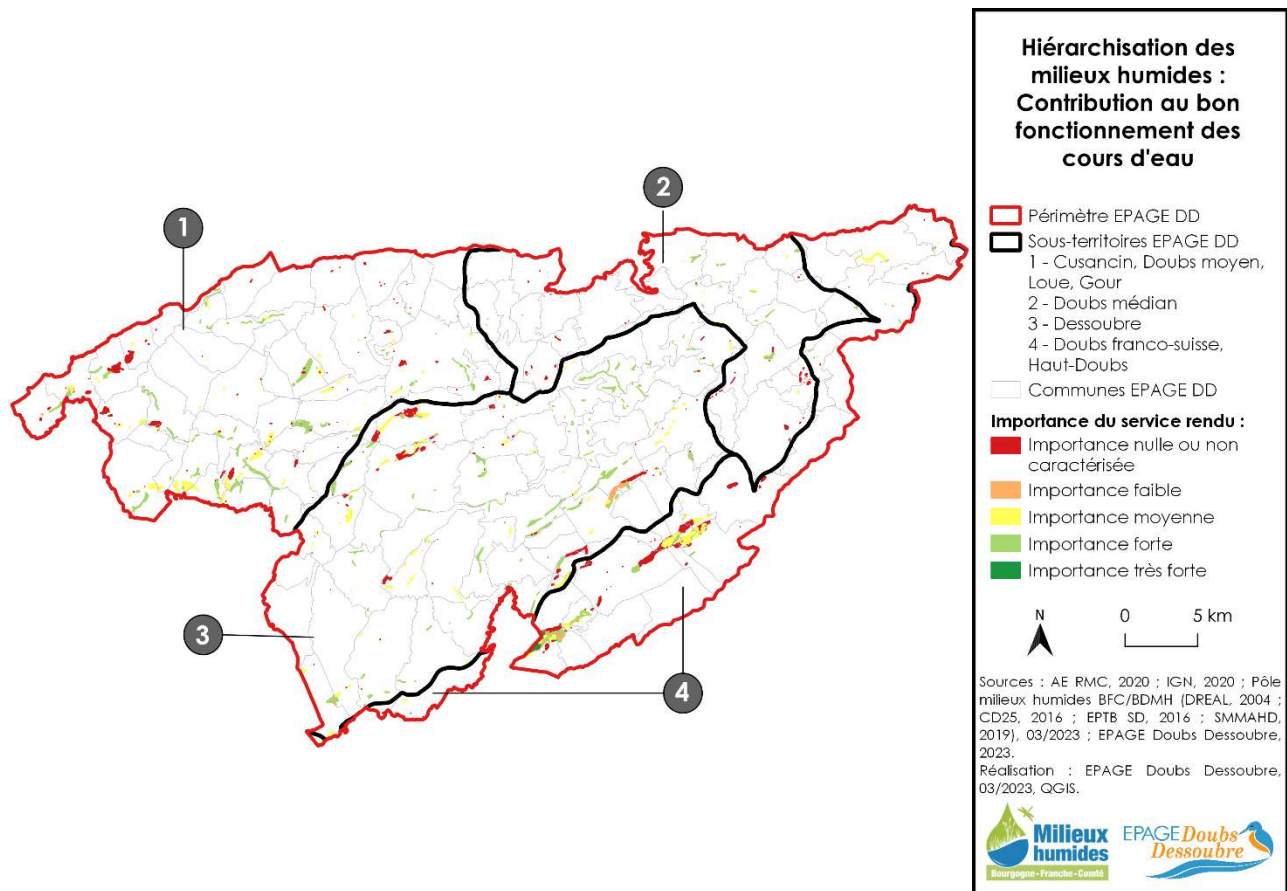 1
2
3
4
Hiérarchisation des
milieux humides :
Contribution au bon
fonctionnement des
cours d'eau
Périmètre EPAGE DD
Sous-territoires EPAGE DD
1 - Cusancin, Doubs moyen,
Loue, Gour
2 - Doubs médian
3 - Dessoubre
4 - Doubs franco-suisse,
Haut-Doubs
Communes EPAGE DD
Importance du service rendu :
Importance nulle ou non
caractérisée
Importance faible
Importance moyenne
Importance forte
Importance très forte
N
0 5 km
Sources : AE RMC, 2020 ; IGN, 2020 ; Pôle
milieux humides BFC/BDMH (DREAL, 2004 ;
CD25, 2016 ; EPTB SD, 2016 ; SMMAHD,
2019), 03/2023 ; EPAGE Doubs Dessoubre,
2023.
Réalisation : EPAGE Doubs Dessoubre,
03/2023, QGIS.
Milieux
humides
Bourgogne-Franche-Comté
EPAGE Doubs
Dessoubre